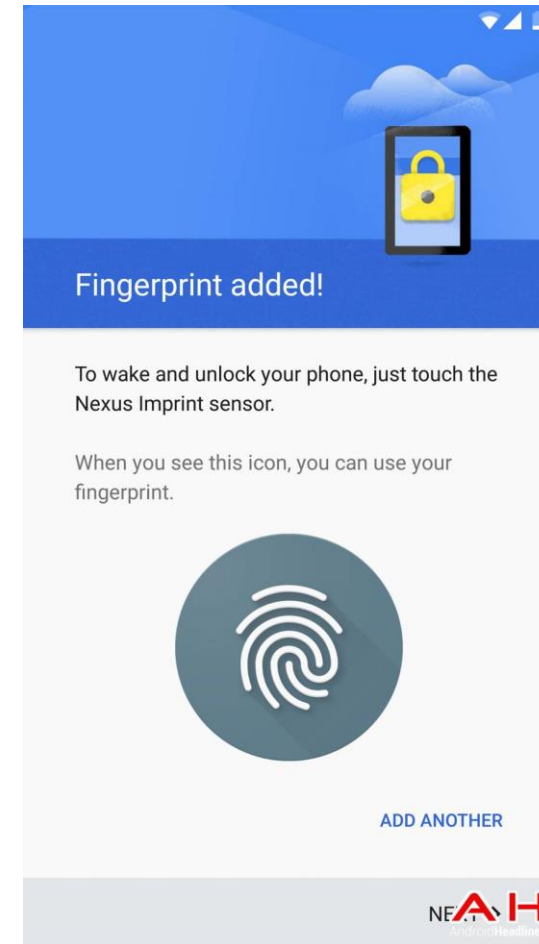 Fingerprint added!
To wake and unlock your phone, just touch the
Nexus Imprint sensor.
When you see this icon, you can use your
fingerprint.
ADD ANOTHER
AH